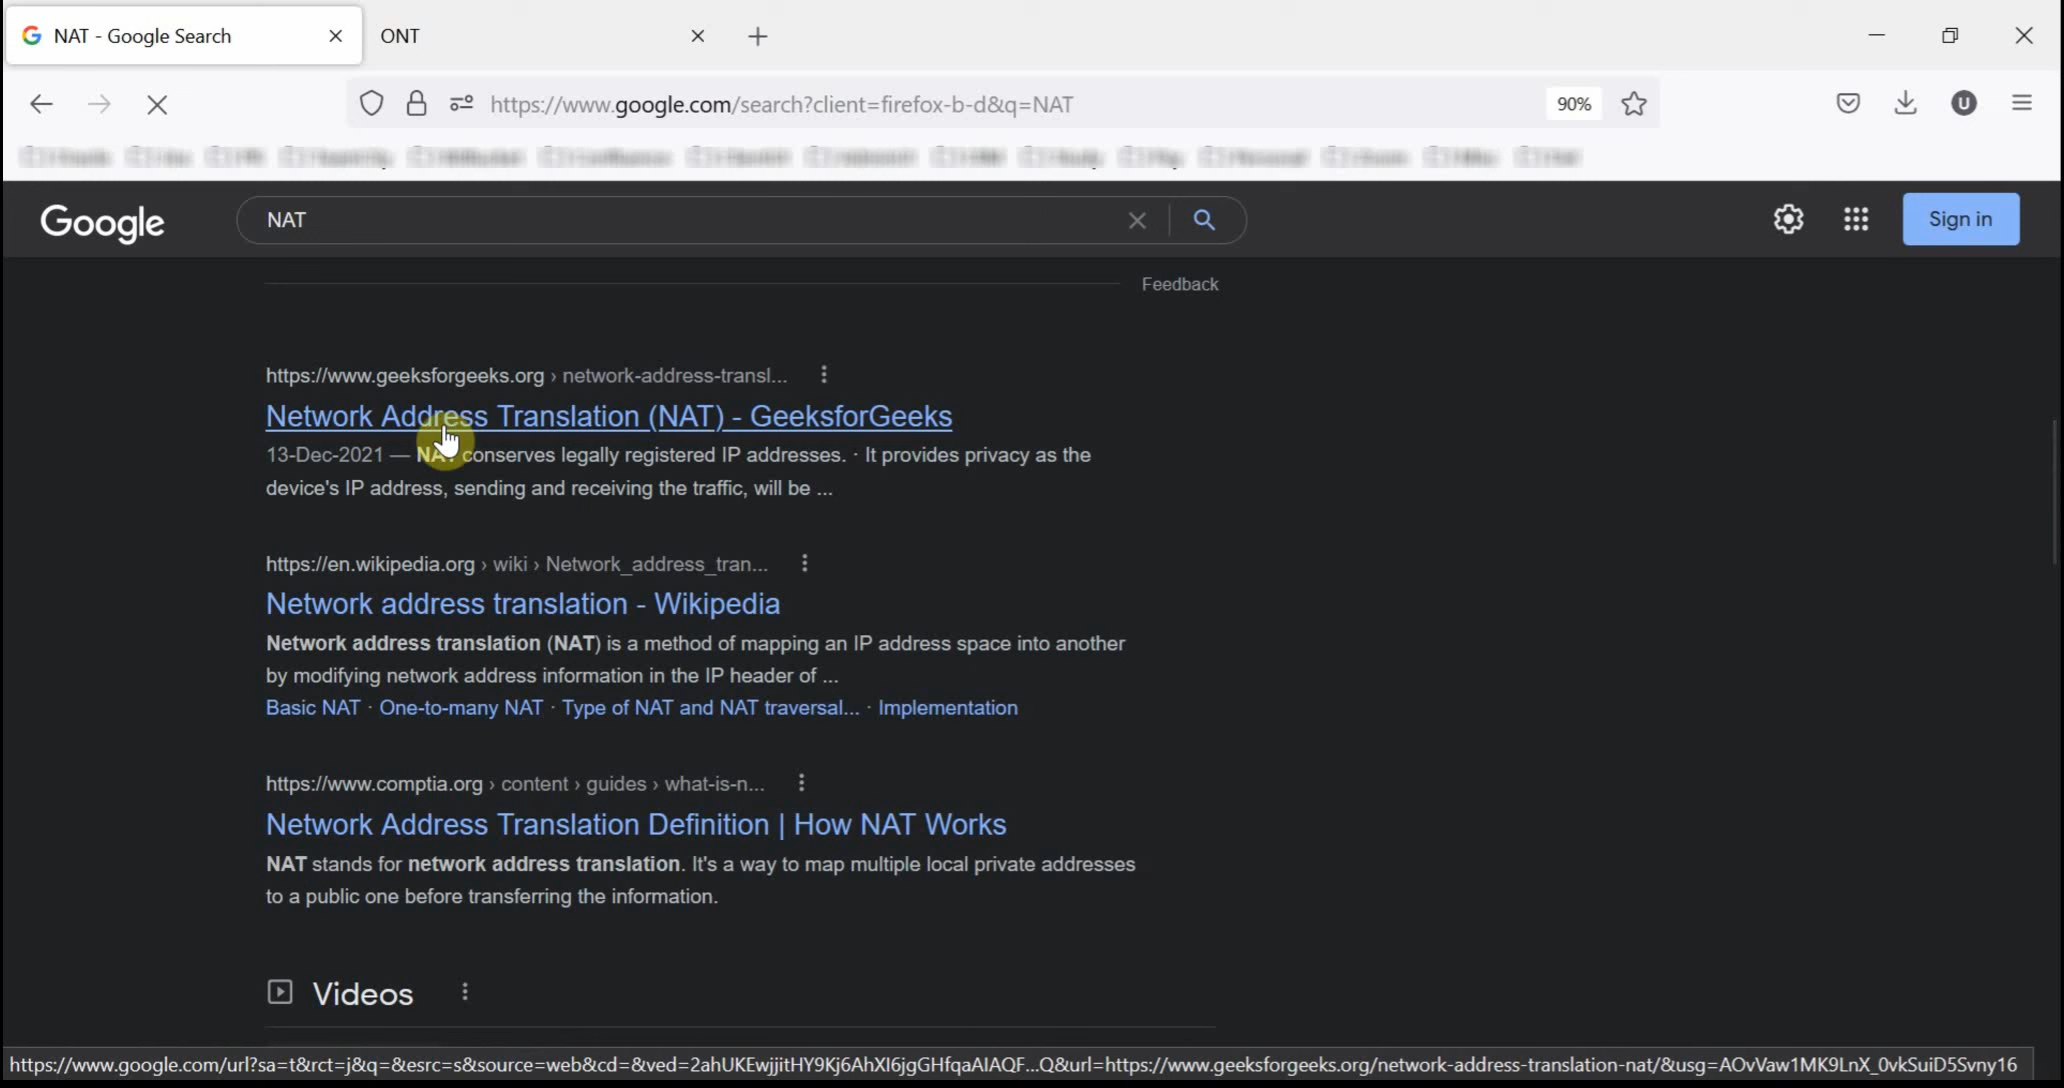 NAT - Google Search
ONT
https://www.google.com/search?client=firefox-b-d&q=NAT
90%
U
Google
NAT
Sign in
Feedback
https://www.geeksforgeeks.org › network-address-transl...
Network Address Translation (NAT) - GeeksforGeeks
13-Dec-2021 — NAT conserves legally registered IP addresses. · It provides privacy as the
device's IP address, sending and receiving the traffic, will be ...
https://en.wikipedia.org › wiki › Network_address_tran...
Network address translation - Wikipedia
Network address translation (NAT) is a method of mapping an IP address space into another
by modifying network address information in the IP header of ...
Basic NAT · One-to-many NAT · Type of NAT and NAT traversal... · Implementation
https://www.comptia.org › content › guides › what-is-n...
Network Address Translation Definition | How NAT Works
NAT stands for network address translation. It's a way to map multiple local private addresses
to a public one before transferring the information.
Videos
https://www.google.com/url?sa=t&rct=j&q=&esrc=s&source=web&cd=&ved=2ahUKEwjjitHY9Kj6AhXI6jgGHfqaAIAQF...Q&url=https://www.geeksforgeeks.org/network-address-translation-nat/&usg=AOvVaw1MK9LnX_0vkSuiD5Svny16